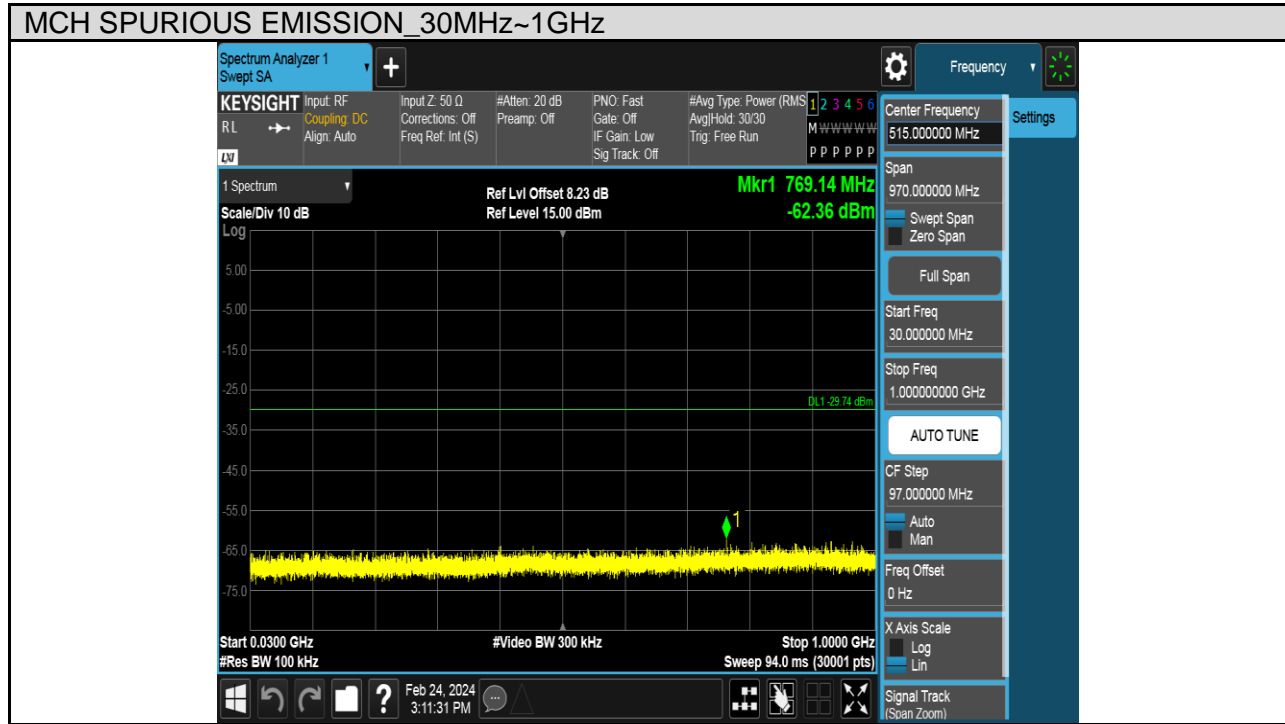 MCH SPURIOUS EMISSION_30MHz~1GHz
Spectrum Analyzer 1
Swept SA
+
Frequency
KEYSIGHT
RL
LXI
Input: RF
Coupling: DC
Align: Auto
Input Z: 50 Ω
Corrections: Off
Freq Ref: Int (S)
#Atten: 20 dB
Preamp: Off
PNO: Fast
Gate: Off
IF Gain: Low
Sig Track: Off
#Avg Type: Power (RMS
Avg|Hold: 30/30
Trig: Free Run
1 2 3 4 5 6
M W W W W W
P P P P P P
1 Spectrum
Scale/Div 10 dB
Log
Ref Lvl Offset 8.23 dB
Ref Level 15.00 dBm
Mkr1 769.14 MHz
-62.36 dBm
5.00
-5.00
-15.0
-25.0
DL1 -29.74 dBm
-35.0
-45.0
-55.0
1
-65.0
-75.0
Start 0.0300 GHz
#Video BW 300 kHz
Stop 1.0000 GHz
#Res BW 100 kHz
Sweep 94.0 ms (30001 pts)
?
Feb 24, 2024
3:11:31 PM
Center Frequency
515.000000 MHz
Settings
Span
970.000000 MHz
Swept Span
Zero Span
Full Span
Start Freq
30.000000 MHz
Stop Freq
1.000000000 GHz
AUTO TUNE
CF Step
97.000000 MHz
Auto
Man
Freq Offset
0 Hz
X Axis Scale
Log
Lin
Signal Track
(Span Zoom)